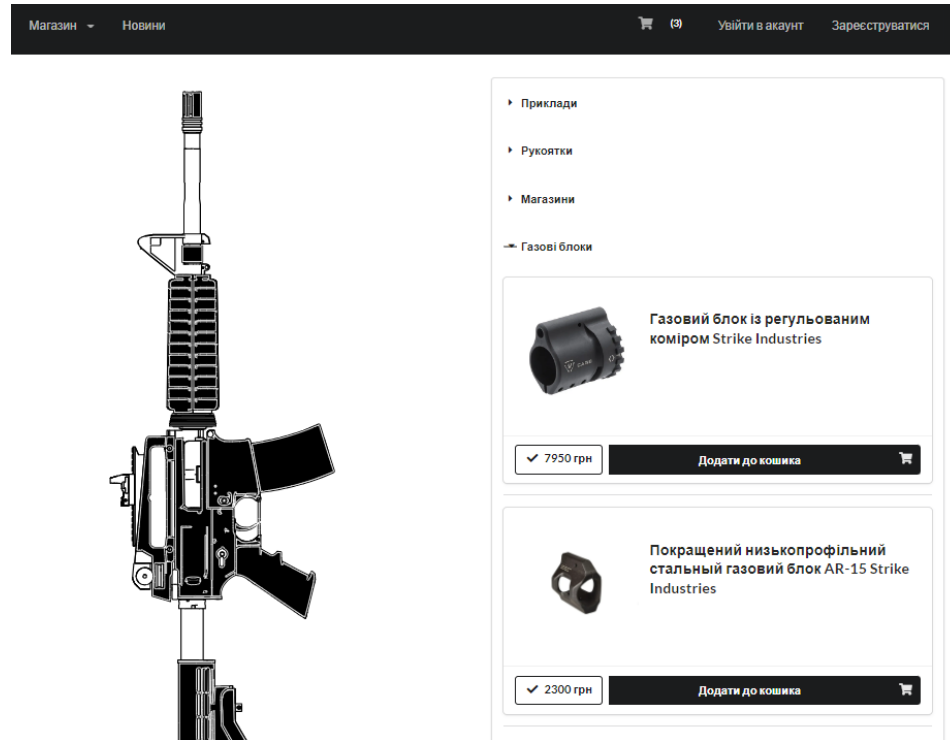 Магазин
Новини
(3)
Увійти в акаунт
Зареєструватися
Приклади
Рукоятки
Магазини
Газові блоки
Газовий блок із регульованим
коміром Strike Industries
7950 грн
Додати до кошика
Покращений низькопрофільний
стальный газовий блок AR-15 Strike
Industries
2300 грн
Додати до кошика